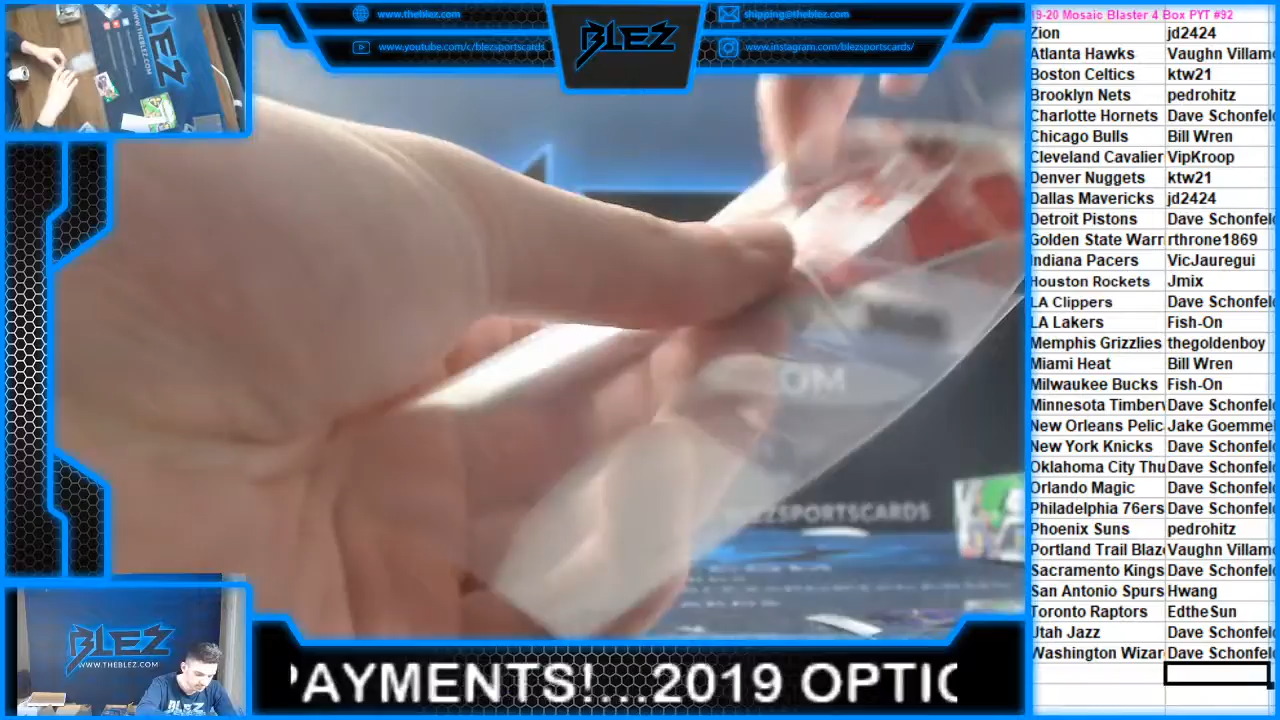 www.theblez.com
www.youtube.com/c/blezsportscards
BLEZ
shipping@theblez.com
www.instagram.com/blezsportscards/
19-20 Mosaic Blaster 4 Box PYT #92
Zion jd2424
Atlanta Hawks Vaughn Villam
Boston Celtics ktw21
Brooklyn Nets pedrohitz
Charlotte Hornets Dave Schonfel
Chicago Bulls Bill Wren
Cleveland Cavalier VipKroop
Denver Nuggets ktw21
Dallas Mavericks jd2424
Detroit Pistons Dave Schonfel
Golden State Warr rthrone1869
Indiana Pacers VicJauregui
Houston Rockets Jmix
LA Clippers Dave Schonfel
LA Lakers Fish-On
Memphis Grizzlies thegoldenboy
Miami Heat Bill Wren
Milwaukee Bucks Fish-On
Minnesota Timber Dave Schonfel
New Orleans Pelic Jake Goemmel
New York Knicks Dave Schonfel
Oklahoma City Thu Dave Schonfel
Orlando Magic Dave Schonfel
Philadelphia 76ers Dave Schonfel
Phoenix Suns pedrohitz
Portland Trail Blaz Vaughn Villam
Sacramento Kings Dave Schonfel
San Antonio Spurs Hwang
Toronto Raptors EdtheSun
Utah Jazz Dave Schonfel
Washington Wizar Dave Schonfel
BLEZ
WWW.THEBLEZ.COM
.COM
BLEZSPORTSCARDS
BLEZ
WWW.THEBLEZ.COM
PAYMENTS!...2019 OPTIC